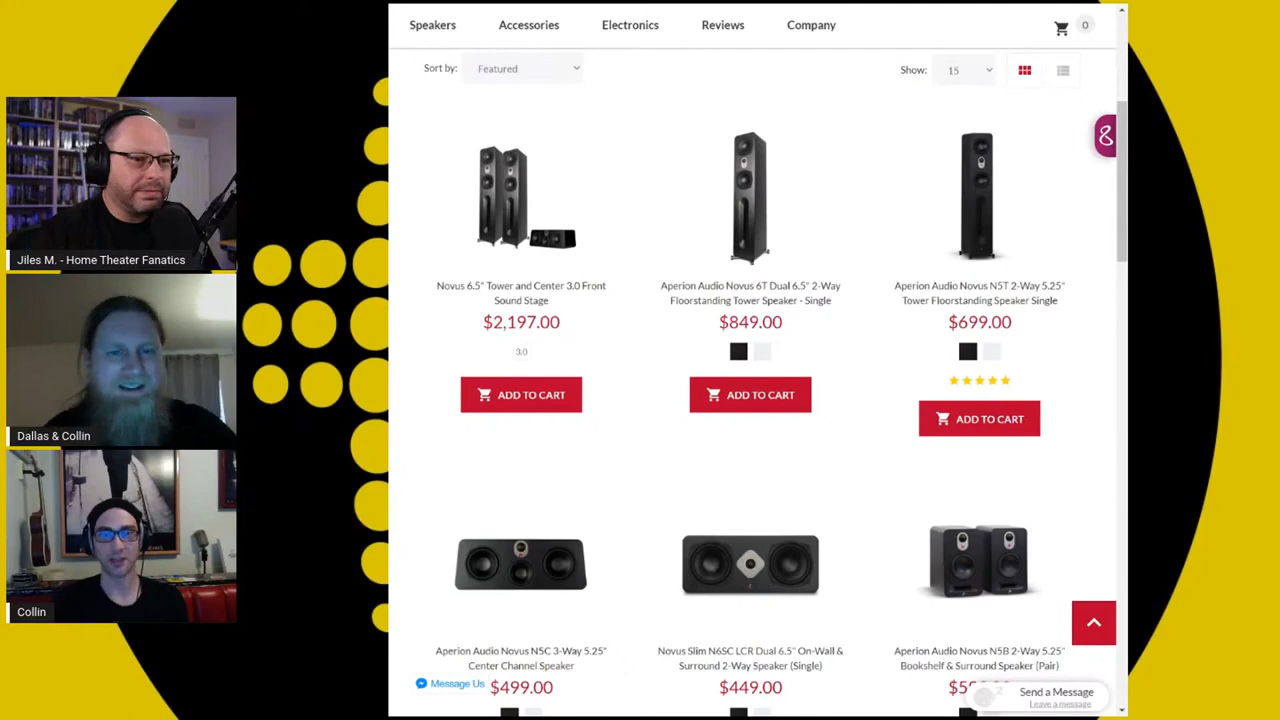 Speakers
Accessories
Electronics
Reviews
Company
0
Sort by:
Featured
Show:
15
Novus 6.5" Tower and Center 3.0 Front
Sound Stage
$2,197.00
3.0
ADD TO CART
Aperion Audio Novus 6T Dual 6.5" 2-Way
Floorstanding Tower Speaker - Single
$849.00
ADD TO CART
Aperion Audio Novus N5T 2-Way 5.25"
Tower Floorstanding Speaker Single
$699.00
ADD TO CART
Aperion Audio Novus N5C 3-Way 5.25"
Center Channel Speaker
$499.00
Novus Slim N6SC LCR Dual 6.5" On-Wall &
Surround 2-Way Speaker (Single)
$449.00
Aperion Audio Novus N5B 2-Way 5.25"
Bookshelf & Surround Speaker (Pair)
Message Us
Send a Message
Leave a message
Jiles M. - Home Theater Fanatics
Dallas & Collin
Collin